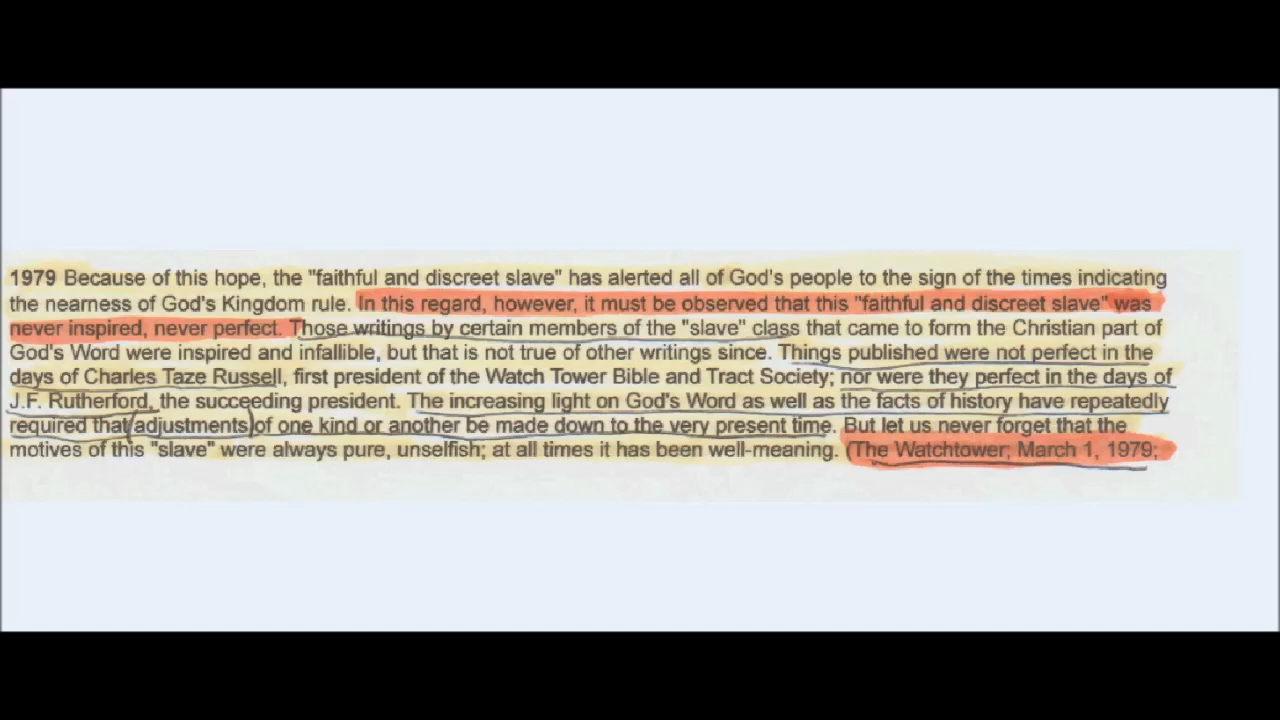 1979 Because of this hope, the "faithful and discreet slave" has alerted all of God's people to the sign of the times indicating
the nearness of God's Kingdom rule. In this regard, however, it must be observed that this "faithful and discreet slave" was
never inspired, never perfect. Those writings by certain members of the "slave" class that came to form the Christian part of
God's Word were inspired and infallible, but that is not true of other writings since. Things published were not perfect in the
days of Charles Taze Russell, first president of the Watch Tower Bible and Tract Society; nor were they perfect in the days of
J.F. Rutherford, the succeeding president. The increasing light on God's Word as well as the facts of history have repeatedly
required that adjustments of one kind or another be made down to the very present time. But let us never forget that the
motives of this "slave" were always pure, unselfish; at all times it has been well-meaning. (The Watchtower; March 1, 1979;